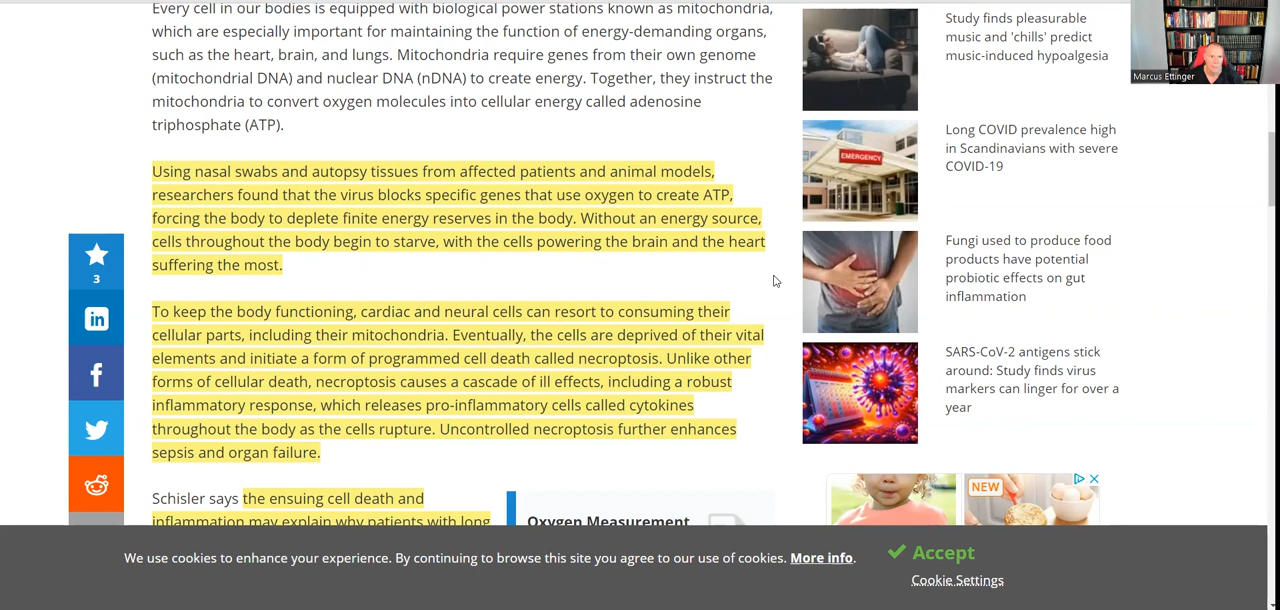 Every cell in our bodies is equipped with biological power stations known as mitochondria,
which are especially important for maintaining the function of energy-demanding organs,
such as the heart, brain, and lungs. Mitochondria require genes from their own genome
(mitochondrial DNA) and nuclear DNA (nDNA) to create energy. Together, they instruct the
mitochondria to convert oxygen molecules into cellular energy called adenosine
triphosphate (ATP).
Using nasal swabs and autopsy tissues from affected patients and animal models,
researchers found that the virus blocks specific genes that use oxygen to create ATP,
forcing the body to deplete finite energy reserves in the body. Without an energy source,
cells throughout the body begin to starve, with the cells powering the brain and the heart
suffering the most.
To keep the body functioning, cardiac and neural cells can resort to consuming their
cellular parts, including their mitochondria. Eventually, the cells are deprived of their vital
elements and initiate a form of programmed cell death called necroptosis. Unlike other
forms of cellular death, necroptosis causes a cascade of ill effects, including a robust
inflammatory response, which releases pro-inflammatory cells called cytokines
throughout the body as the cells rupture. Uncontrolled necroptosis further enhances
sepsis and organ failure.
Schisler says the ensuing cell death and
inflammation may explain why patients with long
Oxygen Measurement
3
in
f
Study finds pleasurable
music and 'chills' predict
music-induced hypoalgesia
Marcus Ettinger
EMERGENCY
Long COVID prevalence high
in Scandinavians with severe
COVID-19
Fungi used to produce food
products have potential
probiotic effects on gut
inflammation
SARS-CoV-2 antigens stick
around: Study finds virus
markers can linger for over a
year
NEW
We use cookies to enhance your experience. By continuing to browse this site you agree to our use of cookies. More info.
Accept
Cookie Settings